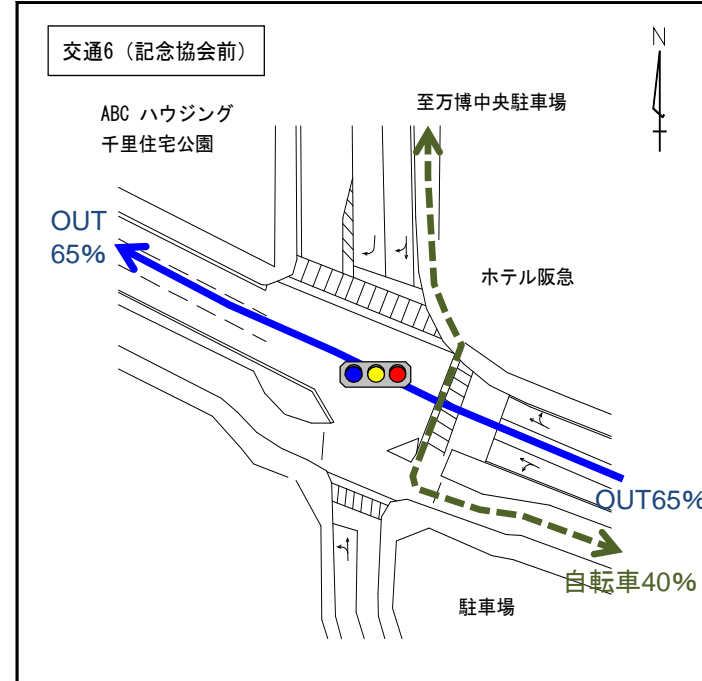 交通6（記念協会前）
N
ABC ハウジング
千里住宅公園
至万博中央駐車場
OUT
65%
ホテル阪急
OUT65%
自転車40%
駐車場